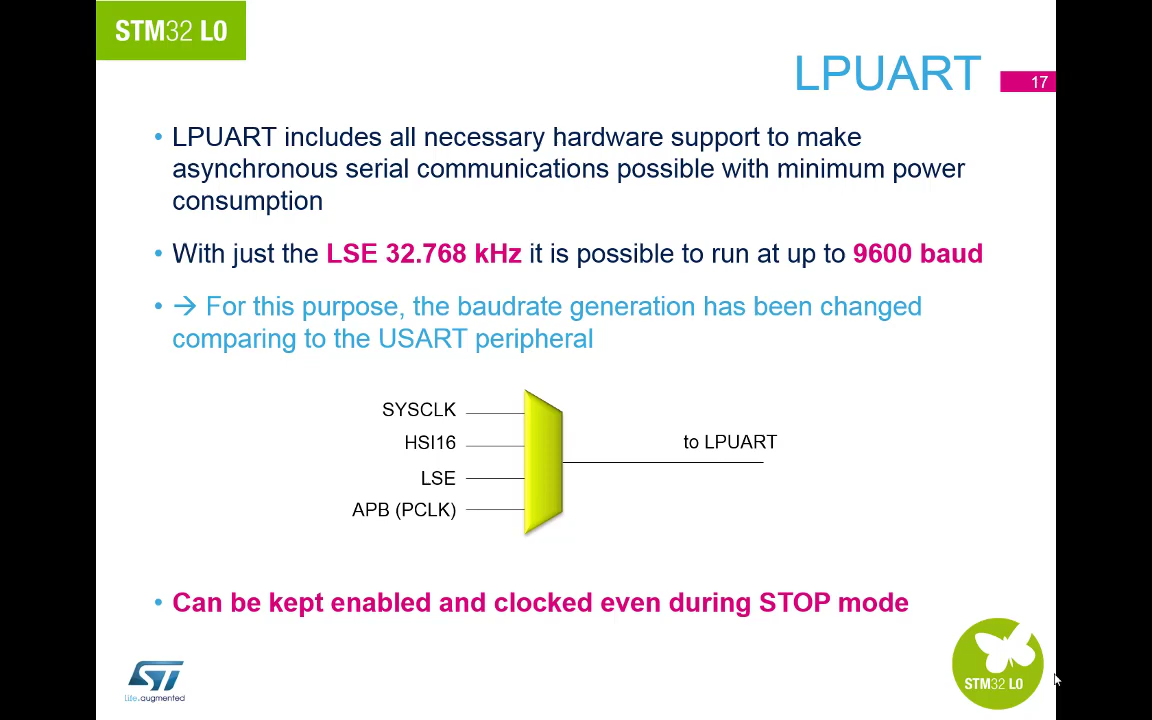 STM32 L0
LPUART
17
• LPUART includes all necessary hardware support to make
asynchronous serial communications possible with minimum power
consumption
• With just the LSE 32.768 kHz it is possible to run at up to 9600 baud
• → For this purpose, the baudrate generation has been changed
comparing to the USART peripheral
SYSCLK
HSI16
to LPUART
LSE
APB (PCLK)
• Can be kept enabled and clocked even during STOP mode
ST
life.augmented
STM32 L0